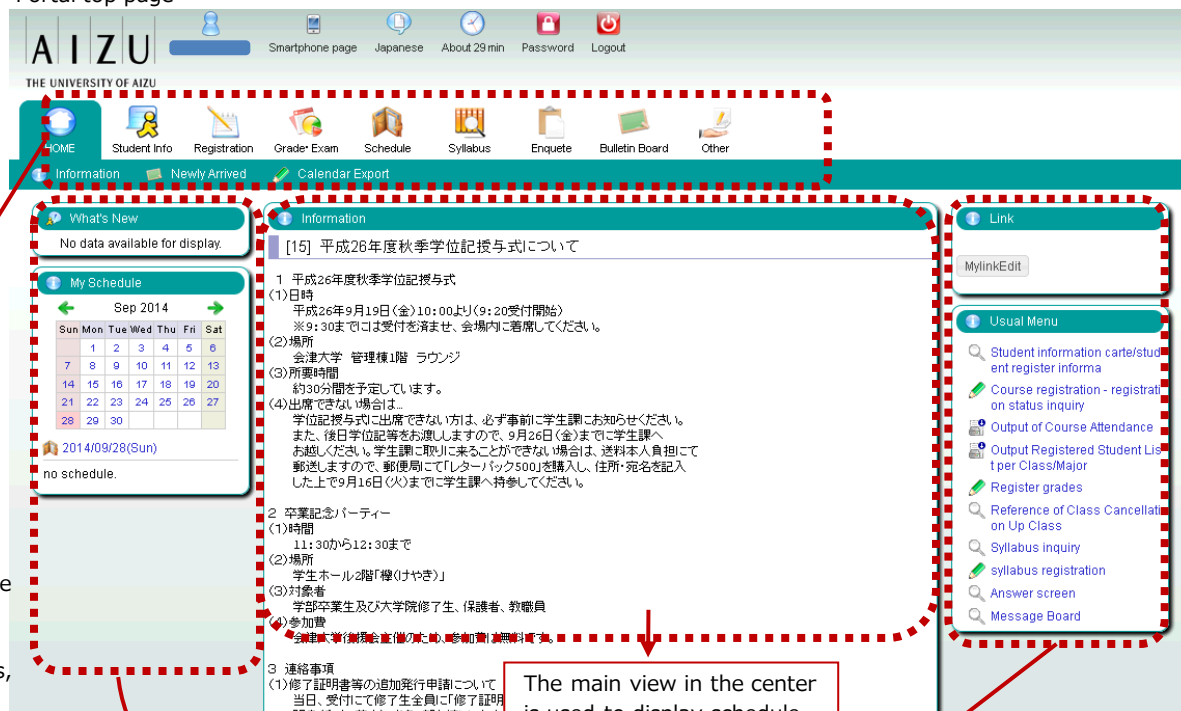 Portal top page
A I Z U
THE UNIVERSITY OF AIZU
Smartphone page Japanese About 29 min Password Logout
HOME Student Info Registration Grade・Exam Schedule Syllabus Enquete Bulletin Board Other
Information Newly Arrived Calendar Export
What's New
No data available for display.
My Schedule
Sep 2014
Sun Mon Tue Wed Thu Fri Sat
1 2 3 4 5 6
7 8 9 10 11 12 13
14 15 16 17 18 19 20
21 22 23 24 25 26 27
28 29 30
2014/09/28(Sun)
no schedule.
e
s,
Information
[15] 平成26年度秋季学位記授与式について
1 平成26年度秋季学位記授与式
(1)日時
平成26年9月19日(金)10:00より(9:20受付開始)
※9:30までには受付を済ませ、会場内に着席してください。
(2)場所
会津大学 管理棟1階 ラウンジ
(3)所要時間
約30分間を予定しています。
(4)出席できない場合は…
学位記授与式に出席できない方は、必ず事前に学生課にお知らせください。
また、後日学位記等をお渡ししますので、9月26日(金)までに学生課へ
お越しください。学生課に取りに来ることができない場合は、送料本人負担にて
郵送しますので、郵便局にて「レターパック500」を購入し、住所・宛名を記入
した上で9月16日(火)までに学生課へ持参してください。
2 卒業記念パーティー
(1)時間
11:30から12:30まで
(2)場所
学生ホール2階「欅(けやき)」
(3)対象者
学部卒業生及び大学院修了生、保護者、教職員
(4)参加費
会津大学後援会主催のため、参加費は無料です。
3 連絡事項
(1)修了証明書等の追加発行申請について
当日、受付にて修了生全員に「修了証明
The main view in the center
is used to display schedule
Link
MylinkEdit
Usual Menu
Student information carte/stud
ent register informa
Course registration - registrati
on status inquiry
Output of Course Attendance
Output Registered Student Lis
t per Class/Major
Register grades
Reference of Class Cancellati
on Up Class
Syllabus inquiry
syllabus registration
Answer screen
Message Board